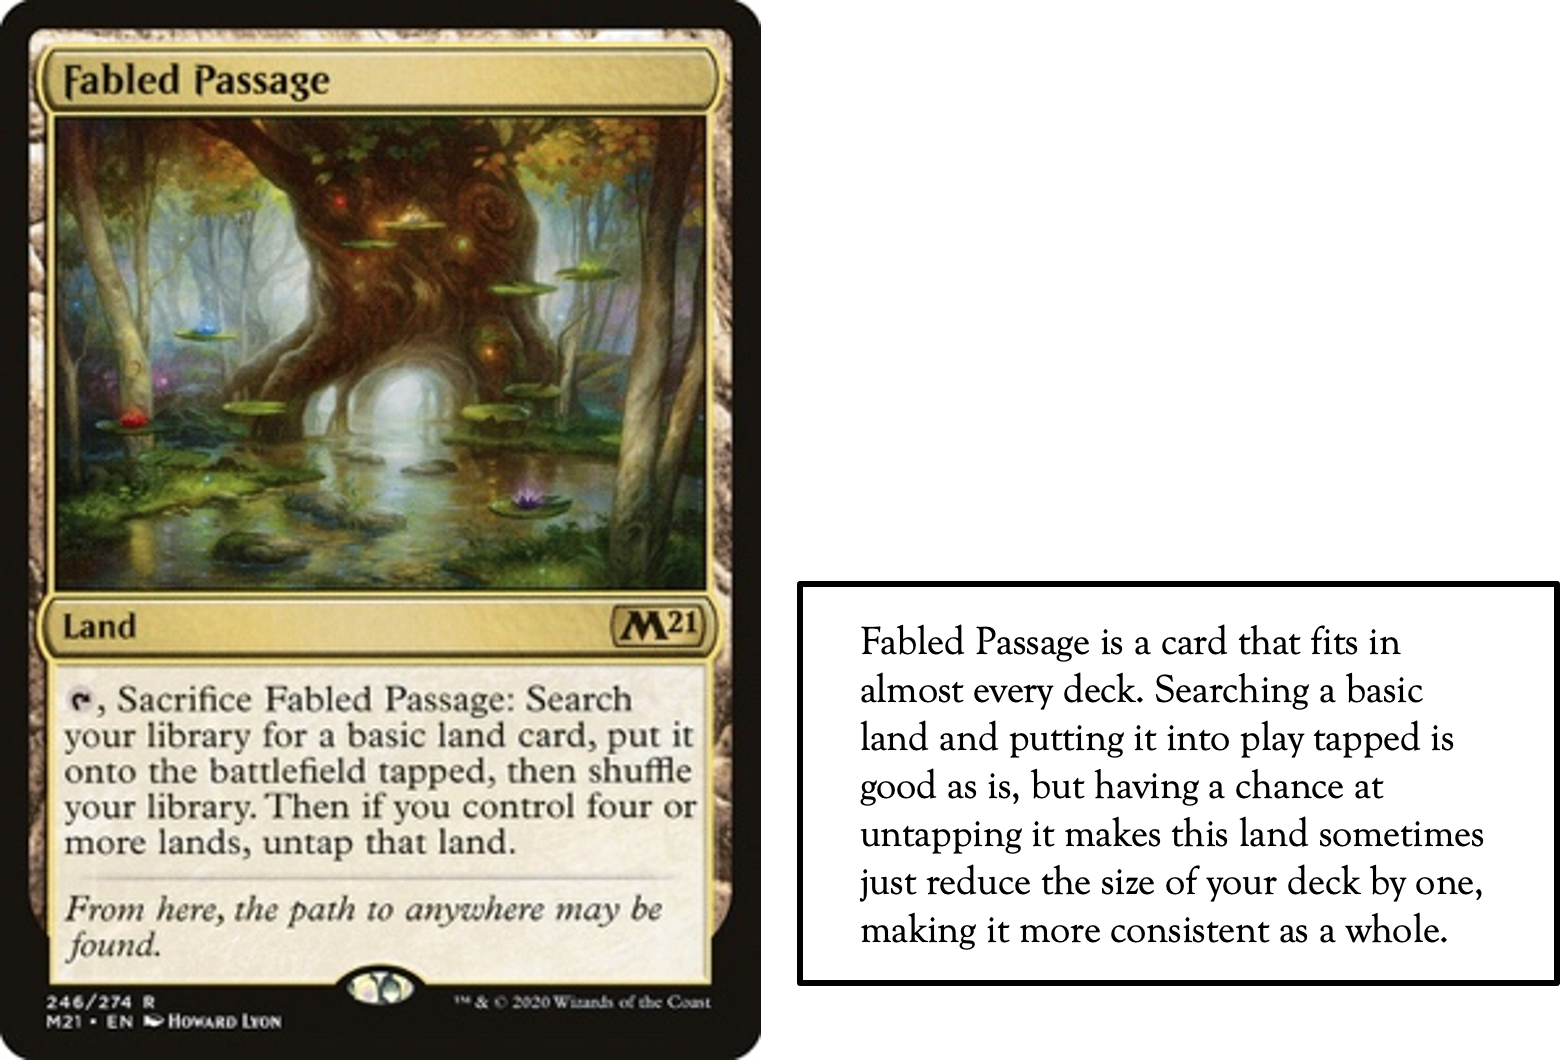 Fabled Passage
Land
M21
, Sacrifice Fabled Passage: Search
your library for a basic land card, put it
onto the battlefield tapped, then shuffle
your library. Then if you control four or
more lands, untap that land.
From here, the path to anywhere may be
found.
246/274 R
M21 • EN Howard Lyon
™ & © 2020 Wizards of the Coast
Fabled Passage is a card that fits in
almost every deck. Searching a basic
land and putting it into play tapped is
good as is, but having a chance at
untapping it makes this land sometimes
just reduce the size of your deck by one,
making it more consistent as a whole.